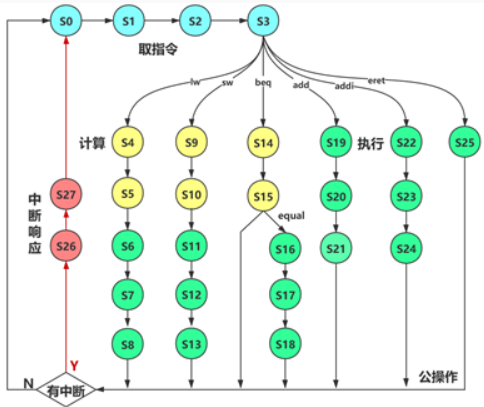 S0 S1 S2 S3
取指令
lw sw beq add addi eret
计算 S4 S9 S14 S19 执行 S22 S25
S27 S5 S10 S15 S20 S23
equal
中断响应
S26 S6 S11 S16 S21 S24
S7 S12 S17
S8 S13 S18
Y
公操作
N 有中断